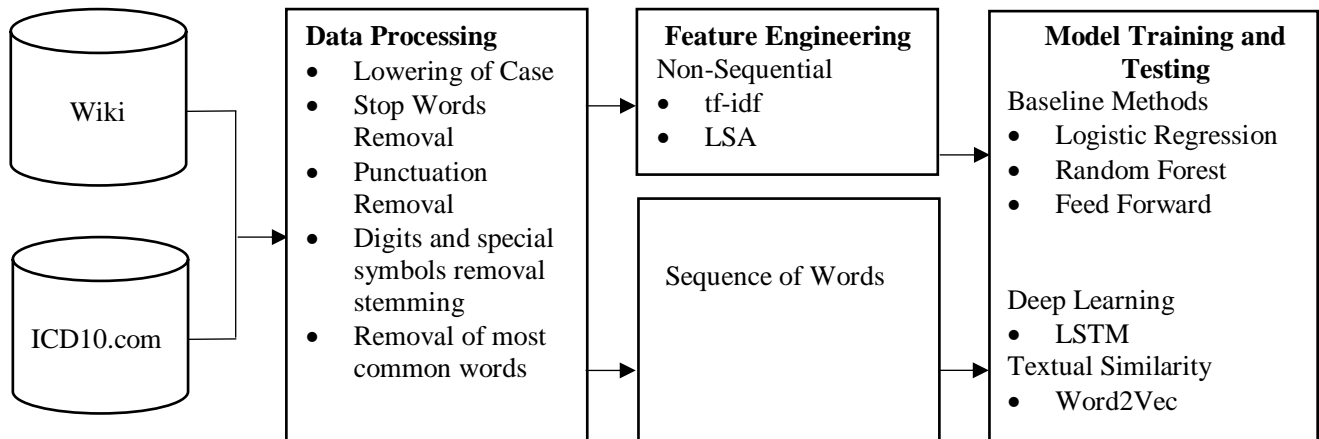 Wiki
ICD10.com
Data Processing
• Lowering of Case
• Stop Words
Removal
• Punctuation
Removal
• Digits and special
symbols removal
stemming
• Removal of most
common words
Feature Engineering
Non-Sequential
• tf-idf
• LSA
Sequence of Words
Model Training and
Testing
Baseline Methods
• Logistic Regression
• Random Forest
• Feed Forward
Deep Learning
• LSTM
Textual Similarity
• Word2Vec